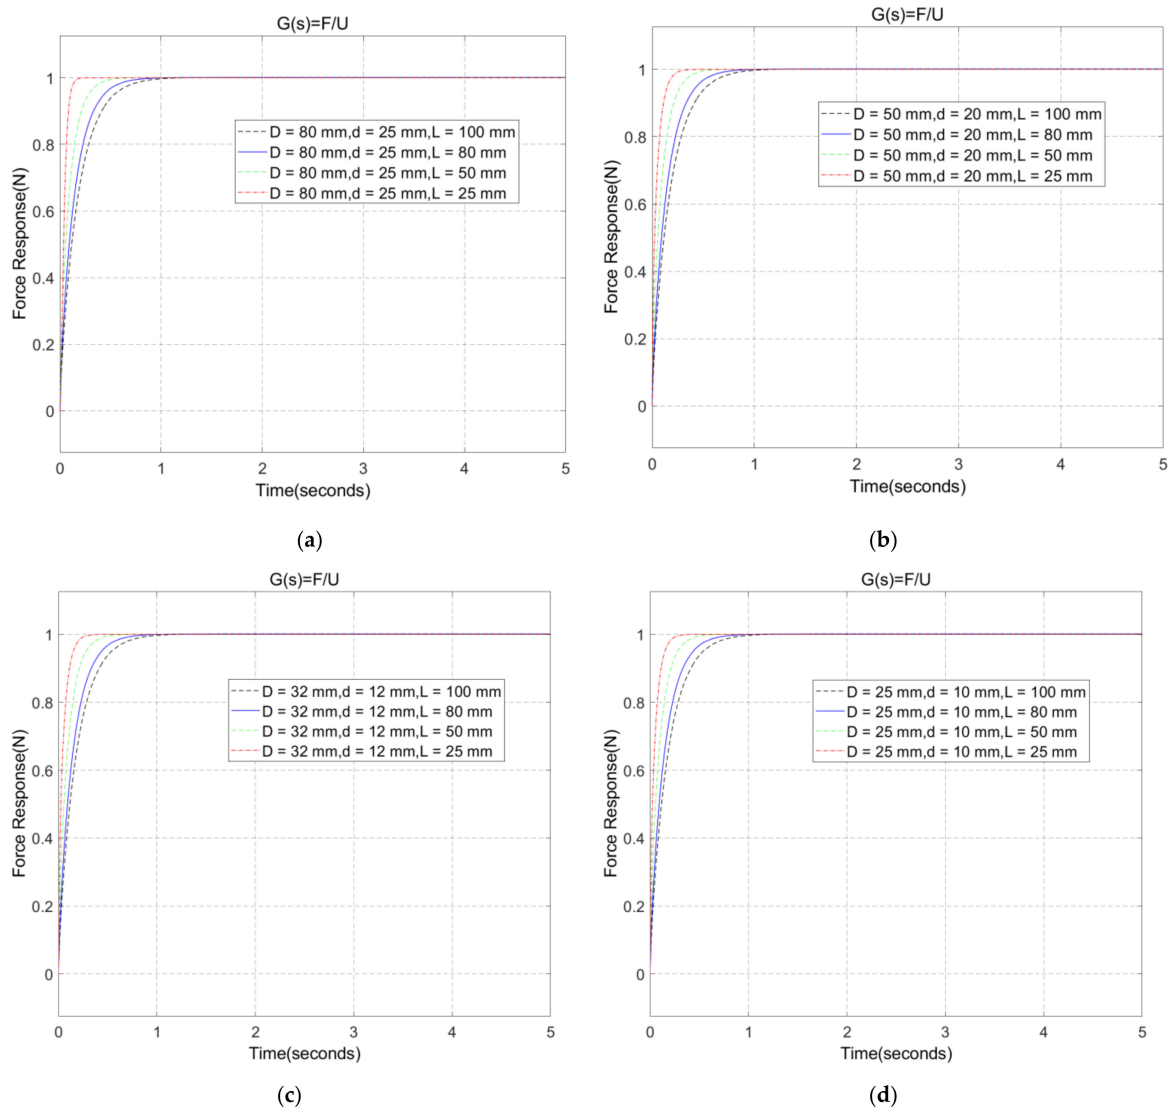 G(s)=F/U
1
0.8
0.6
0.4
0.2
0
Force Response(N)
D = 80 mm,d = 25 mm,L = 100 mm
D = 80 mm,d = 25 mm,L = 80 mm
D = 80 mm,d = 25 mm,L = 50 mm
D = 80 mm,d = 25 mm,L = 25 mm
0 1 2 3 4 5
Time(seconds)
(a)
G(s)=F/U
1
0.8
0.6
0.4
0.2
0
Force Response(N)
D = 50 mm,d = 20 mm,L = 100 mm
D = 50 mm,d = 20 mm,L = 80 mm
D = 50 mm,d = 20 mm,L = 50 mm
D = 50 mm,d = 20 mm,L = 25 mm
0 1 2 3 4 5
Time(seconds)
(b)
G(s)=F/U
1
0.8
0.6
0.4
0.2
0
Force Response(N)
D = 32 mm,d = 12 mm,L = 100 mm
D = 32 mm,d = 12 mm,L = 80 mm
D = 32 mm,d = 12 mm,L = 50 mm
D = 32 mm,d = 12 mm,L = 25 mm
0 1 2 3 4 5
Time(seconds)
(c)
G(s)=F/U
1
0.8
0.6
0.4
0.2
0
Force Response(N)
D = 25 mm,d = 10 mm,L = 100 mm
D = 25 mm,d = 10 mm,L = 80 mm
D = 25 mm,d = 10 mm,L = 50 mm
D = 25 mm,d = 10 mm,L = 25 mm
0 1 2 3 4 5
Time(seconds)
(d)